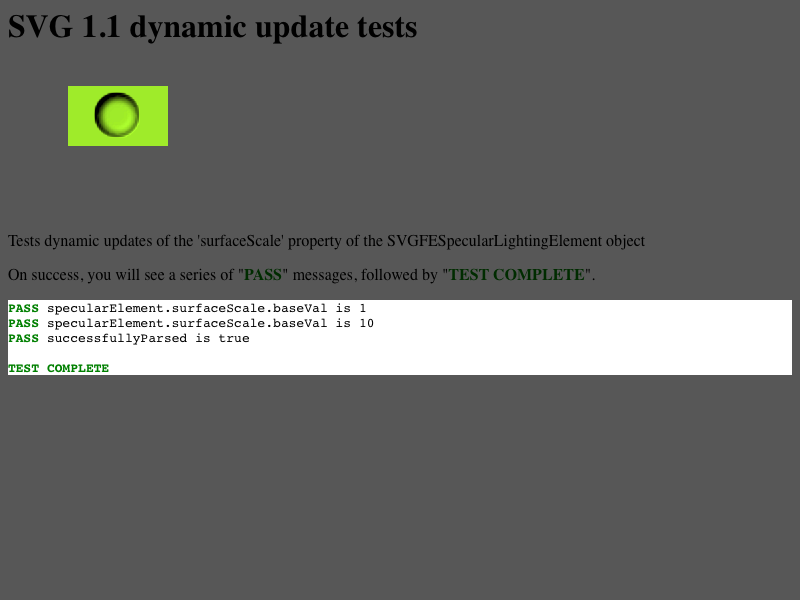 SVG 1.1 dynamic update tests
Tests dynamic updates of the 'surfaceScale' property of the SVGFESpecularLightingElement object
On success, you will see a series of "PASS" messages, followed by "TEST COMPLETE".
PASS specularElement.surfaceScale.baseVal is 1
PASS specularElement.surfaceScale.baseVal is 10
PASS successfullyParsed is true
TEST COMPLETE